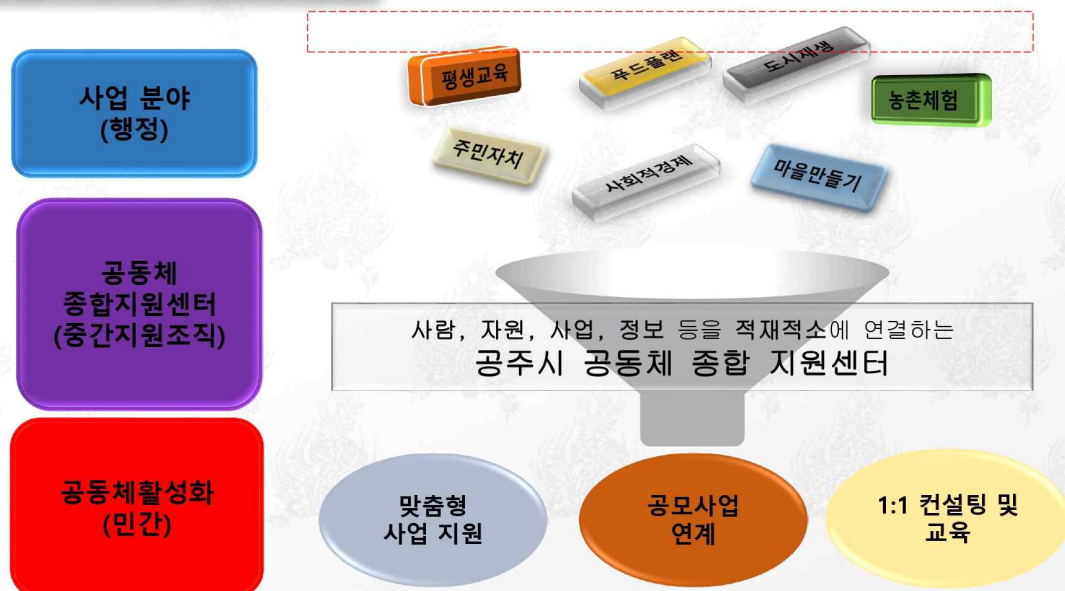 사업 분야
(행정)
평생교육
푸드플랜
도시재생
농촌체험
주민자치
사회적경제
마을만들기
공동체
종합지원센터
(중간지원조직)
사람, 자원, 사업, 정보 등을 적재적소에 연결하는
공주시 공동체 종합 지원센터
공동체활성화
(민간)
맞춤형
사업 지원
공모사업
연계
1:1 컨설팅 및
교육